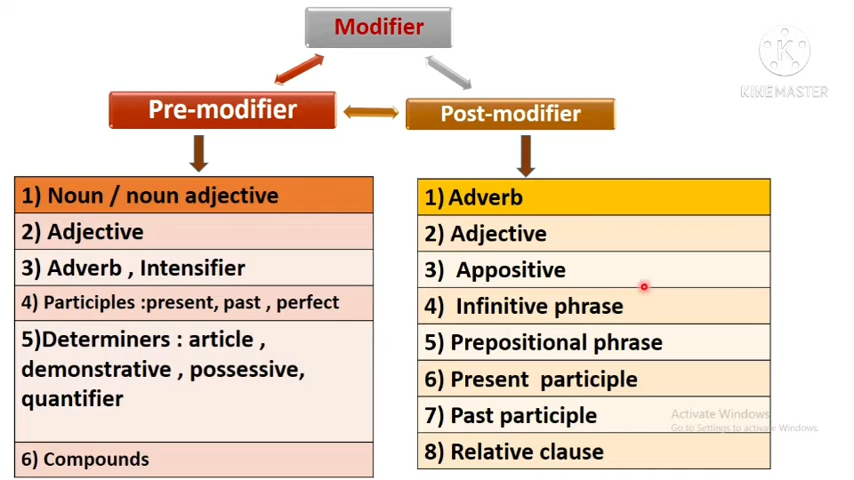 Modifier
KINEMASTER
Pre-modifier
Post-modifier
1) Noun / noun adjective
2) Adjective
3) Adverb , Intensifier
4) Participles :present, past , perfect
5)Determiners : article ,
demonstrative , possessive,
quantifier
6) Compounds
1) Adverb
2) Adjective
3) Appositive
4) Infinitive phrase
5) Prepositional phrase
6) Present participle
7) Past participle
8) Relative clause
Activate Windows
Go to Settings to activate Windows.